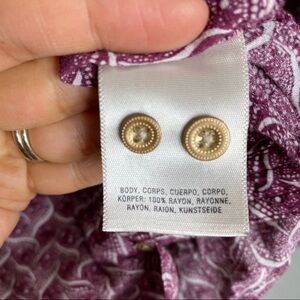 BODY, CORPS, CUERPO, CORPO,
KÖRPER: 100% RAYON, RAYONNE,
RAYÓN, RAION, KUNSTSEIDE